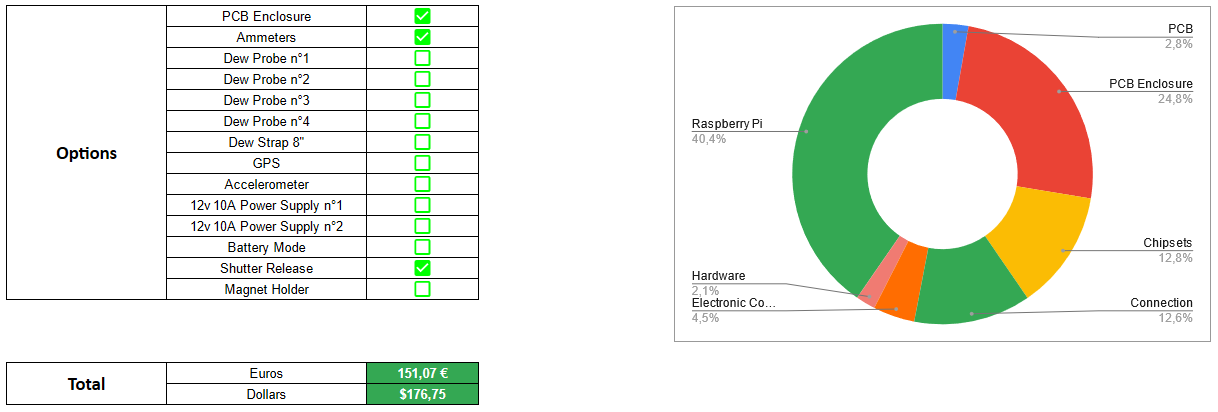 Options
PCB Enclosure
Ammeters
Dew Probe n°1
Dew Probe n°2
Dew Probe n°3
Dew Probe n°4
Dew Strap 8"
GPS
Accelerometer
12v 10A Power Supply n°1
12v 10A Power Supply n°2
Battery Mode
Shutter Release
Magnet Holder
Total
Euros 151,07 €
Dollars $176,75
PCB
2,8%
PCB Enclosure
24,8%
Raspberry Pi
40,4%
Chipsets
12,8%
Hardware
2,1%
Electronic Co...
4,5%
Connection
12,6%